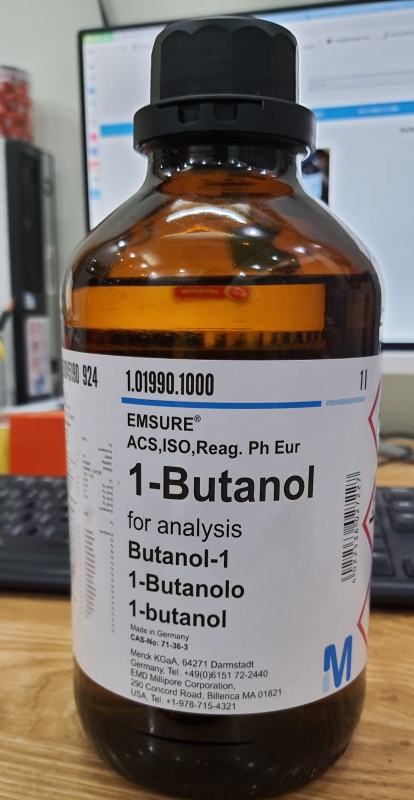 924
1.01990.1000
1 l
EMSURE®
ACS,ISO,Reag. Ph Eur
1-Butanol
for analysis
Butanol-1
1-Butanolo
1-butanol
Made in Germany
CAS-No: 71-36-3
Merck KGaA, 64271 Darmstadt
Germany, Tel. +49(0)6151 72-2440
EMD Millipore Corporation,
290 Concord Road, Billerica MA 01821
USA, Tel. +1-978-715-4321
M